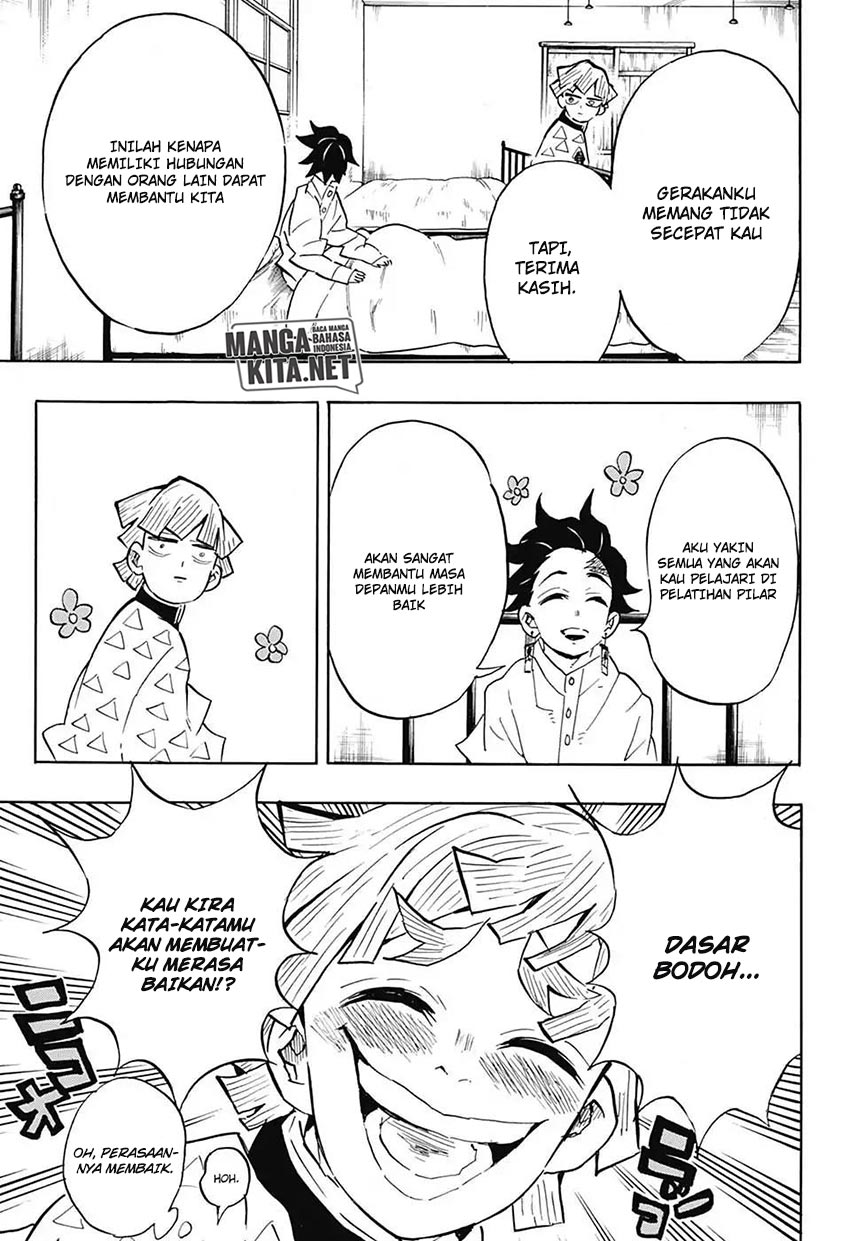 GERAKANKU
MEMANG TIDAK
SECEPAT KAU
TAPI,
TERIMA
KASIH.
INILAH KENAPA
MEMILIKI HUBUNGAN
DENGAN ORANG LAIN DAPAT
MEMBANTU KITA
MANGA
KITA.NET
BACA MANGA
BAHASA
INDONESIA
AKU YAKIN
SEMUA YANG AKAN
KAU PELAJARI DI
PELATIHAN PILAR
AKAN SANGAT
MEMBANTU MASA
DEPANMU LEBIH
BAIK
DASAR
BODOH...
KAU KIRA
KATA-KATAMU
AKAN MEMBUAT-
KU MERASA
BAIKAN!?
OH, PERASAAN-
NYA MEMBAIK.
HOH.